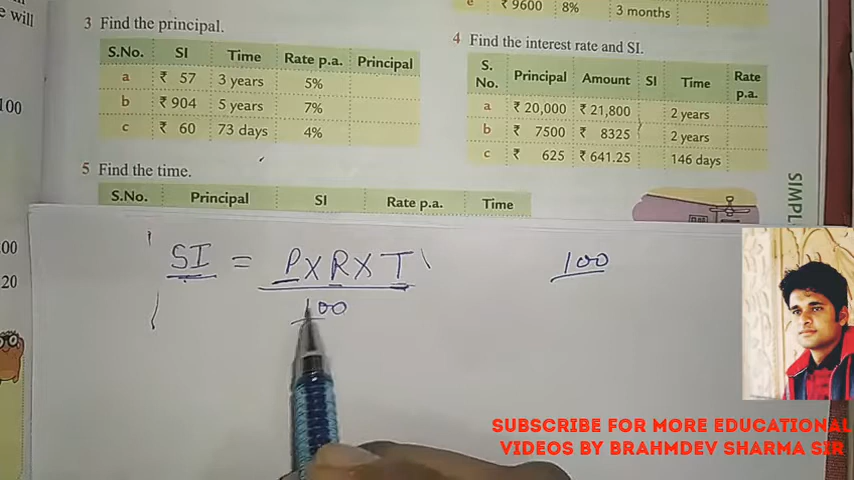 e will
100
00
20
e ₹ 9600 8% 3 months
3 Find the principal.
S.No. SI Time Rate p.a. Principal
a ₹ 57 3 years 5%
b ₹ 904 5 years 7%
c ₹ 60 73 days 4%
4 Find the interest rate and SI.
S. No. Principal Amount SI Time Rate p.a.
a ₹ 20,000 ₹ 21,800 2 years
b ₹ 7500 ₹ 8325 2 years
c ₹ 625 ₹ 641.25 146 days
5 Find the time.
S.No. Principal SI Rate p.a. Time
SIMPL
SI = P X R X T
100
100
SUBSCRIBE FOR MORE EDUCATIONAL
VIDEOS BY BRAHMDEV SHARMA SIR